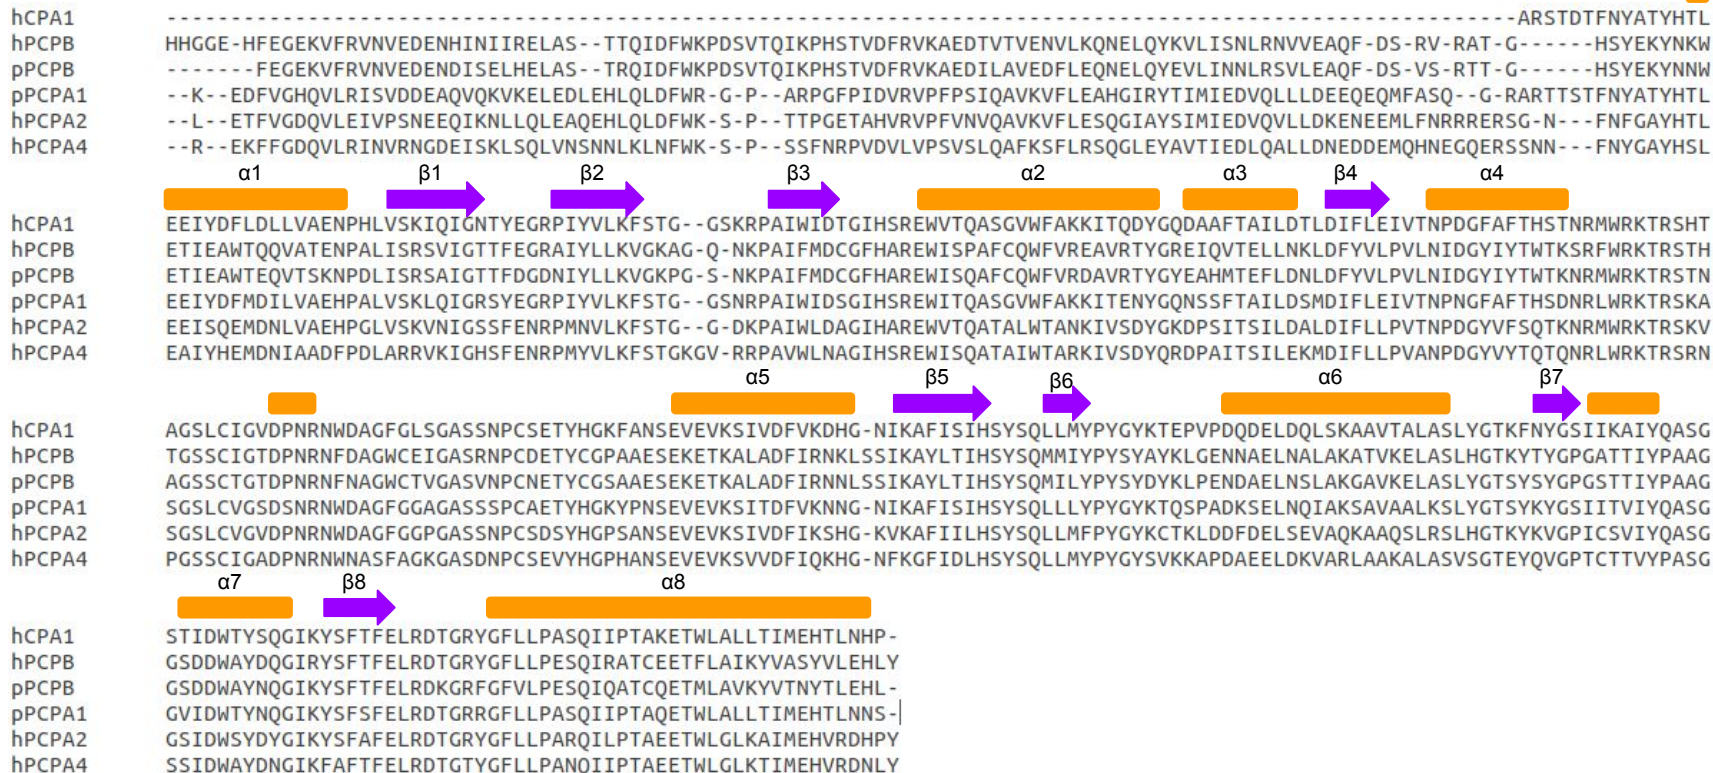 hCPA1 -----------------------------------------------------------------------------------------------------------------ARSTDTFNYATYHTL
hPCPB HHGGE-HFEGEKVFRVNVEDENHINIIRELAS--TTQIDFWKPDSVTQIKPHSTVDFRVKAEDTVTVENVLKQNELQYKVLISNLRNVVEAQF-DS-RV-RAT-G------HSYEKYNKW
pPCPB -------FEGEKVFRVNVEDENDISELHELAS--TRQIDFWKPDSVTQIKPHSTVDFRVKAEDILAVEDFLEQNELQYEVLINNLRSVLEAQF-DS-VS-RTT-G------HSYEKYNNW
pPCPA1 --K--EDFVGHQVLRISVDDEAQVQKVKELEDLEHLQLDFWR-G-P--ARPGFPIDVRVPFPSIQAVKVFLEAHGIRYTIMIEDVQLLLDEEQEQMFASQ--G-RARTTSTFNYATYHTL
hPCPA2 --L--ETFVGDQVLEIVPSNEEQIKNLLQLEAQEHLQLDFWK-S-P--TTPGETAHVRVPFVNVQAVKVFLESQGIAYSIMIEDVQVLLDKENEEMLFNRRRERSG-N---FNFGAYHTL
hPCPA4 --R--EKFFGDQVLRINVRNGDEISKLSQLVNSNNLKLNFWK-S-P--SSFNRPVDVLVPSVSLQAFKSFLRSQGLEYAVTIEDLQALLDNEDDEMQHNEGQERSSNN---FNYGAYHSL
α1 β1 β2 β3 α2 α3 β4 α4
hCPA1 EEIYDFLDLLVAENPHLVSKIQIGNTYEGRPIYVLKFSTG--GSKRPAIWIDTGIHSREWVTQASGVWFAKKITQDYGQDAAFTAILDTLDIFLEIVTNPDGFAFTHSTNRMWRKTRSHT
hPCPB ETIEAWTQQVATENPALISRSVIGTTFEGRAIYLLKVGKAG-Q-NKPAIFMDCGFHAREWISPAFCQWFVREAVRTYGREIQVTELLNKLDFYVLPVLNIDGYIYTWTKSRFWRKTRSTH
pPCPB ETIEAWTEQVTSKNPDLISRSAIGTTFDGDNIYLLKVGKPG-S-NKPAIFMDCGFHAREWISQAFCQWFVRDAVRTYGYEAHMTEFLDNLDFYVLPVLNIDGYIYTWTKNRMWRKTRSTN
pPCPA1 EEIYDFMDILVAEHPALVSKLQIGRSYEGRPIYVLKFSTG--GSNRPAIWIDSGIHSREWITQASGVWFAKKITENYGQNSSFTAILDSMDIFLEIVTNPNGFAFTHSDNRLWRKTRSKA
hPCPA2 EEISQEMDNLVAEHPGLVSKVNIGSSFENRPMNVLKFSTG--G-DKPAIWLDAGIHAREWVTQATALWTANKIVSDYGKDPSITSILDALDIFLLPVTNPDGYVFSQTKNRMWRKTRSKV
hPCPA4 EAIYHEMDNIAADFPDLARRVKIGHSFENRPMYVLKFSTGKGV-RRPAVWLNAGIHSREWISQATAIWTARKIVSDYQRDPAITSILEKMDIFLLPVANPDGYVYTQTQNRLWRKTRSRN
α5 β5 β6 α6 β7
hCPA1 AGSLCIGVDPNRNWDAGFGLSGASSNPCSETYHGKFANSEVEVKSIVDFVKDHG-NIKAFISIHSYSQLLMYPYGYKTEPVPDQDELDQLSKAAVTALASLYGTKFNYGSIIKAIYQASG
hPCPB TGSSCIGTDPNRNFDAGWCEIGASRNPCDETYCGPAAESEKETKALADFIRNKLSSIKAYLTIHSYSQMMIYPYSYAYKLGENNAELNALAKATVKELASLHGTKYTYGPGATTIYPAAG
pPCPB AGSSCTGTDPNRNFNAGWCTVGASVNPCNETYCGSAAESEKETKALADFIRNNLSSIKAYLTIHSYSQMILYPYSYDYKLPENDAELNSLAKGAVKELASLYGTSYSYGPGSTTIYPAAG
pPCPA1 SGSLCVGSDSNRNWDAGFGGAGASSSPCAETYHGKYPNSEVEVKSITDFVKNNG-NIKAFISIHSYSQLLLYPYGYKTQSPADKSELNQIAKSAVAALKSLYGTSYKYGSIITVIYQASG
hPCPA2 SGSLCVGVDPNRNWDAGFGGPGASSNPCSDSYHGPSANSEVEVKSIVDFIKSHG-KVKAFIILHSYSQLLMFPYGYKCTKLDDFDELSEVAQKAAQSLRSLHGTKYKVGPICSVIYQASG
hPCPA4 PGSSCIGADPNRNWNASFAGKGASDNPCSEVYHGPHANSEVEVKSVVDFIQKHG-NFKGFIDLHSYSQLLMYPYGYSVKKAPDAEELDKVARLAAKALASVSGTEYQVGPTCTTVYPASG
α7 β8 α8
hCPA1 STIDWTYSQGIKYSFTFELRDTGRYGFLLPASQIIPTAKETWLALLTIMEHTLNHP-
hPCPB GSDDWAYDQGIRYSFTFELRDTGRYGFLLPESQIRATCEETFLAIKYVASYVLEHLY
pPCPB GSDDWAYNQGIKYSFTFELRDKGRFGFVLPESQIQATCQETMLAVKYVTNYTLEHL-
pPCPA1 GVIDWTYNQGIKYSFSFELRDTGRRGFLLPASQIIPTAQETWLALLTIMEHTLNNS-
hPCPA2 GSIDWSYDYGIKYSFAFELRDTGRYGFLLPARQILPTAEETWLGLKAIMEHVRDHPY
hPCPA4 SSIDWAYDNGIKFAFTFELRDTGTYGFLLPANQIIPTAEETWLGLKTIMEHVRDNLY